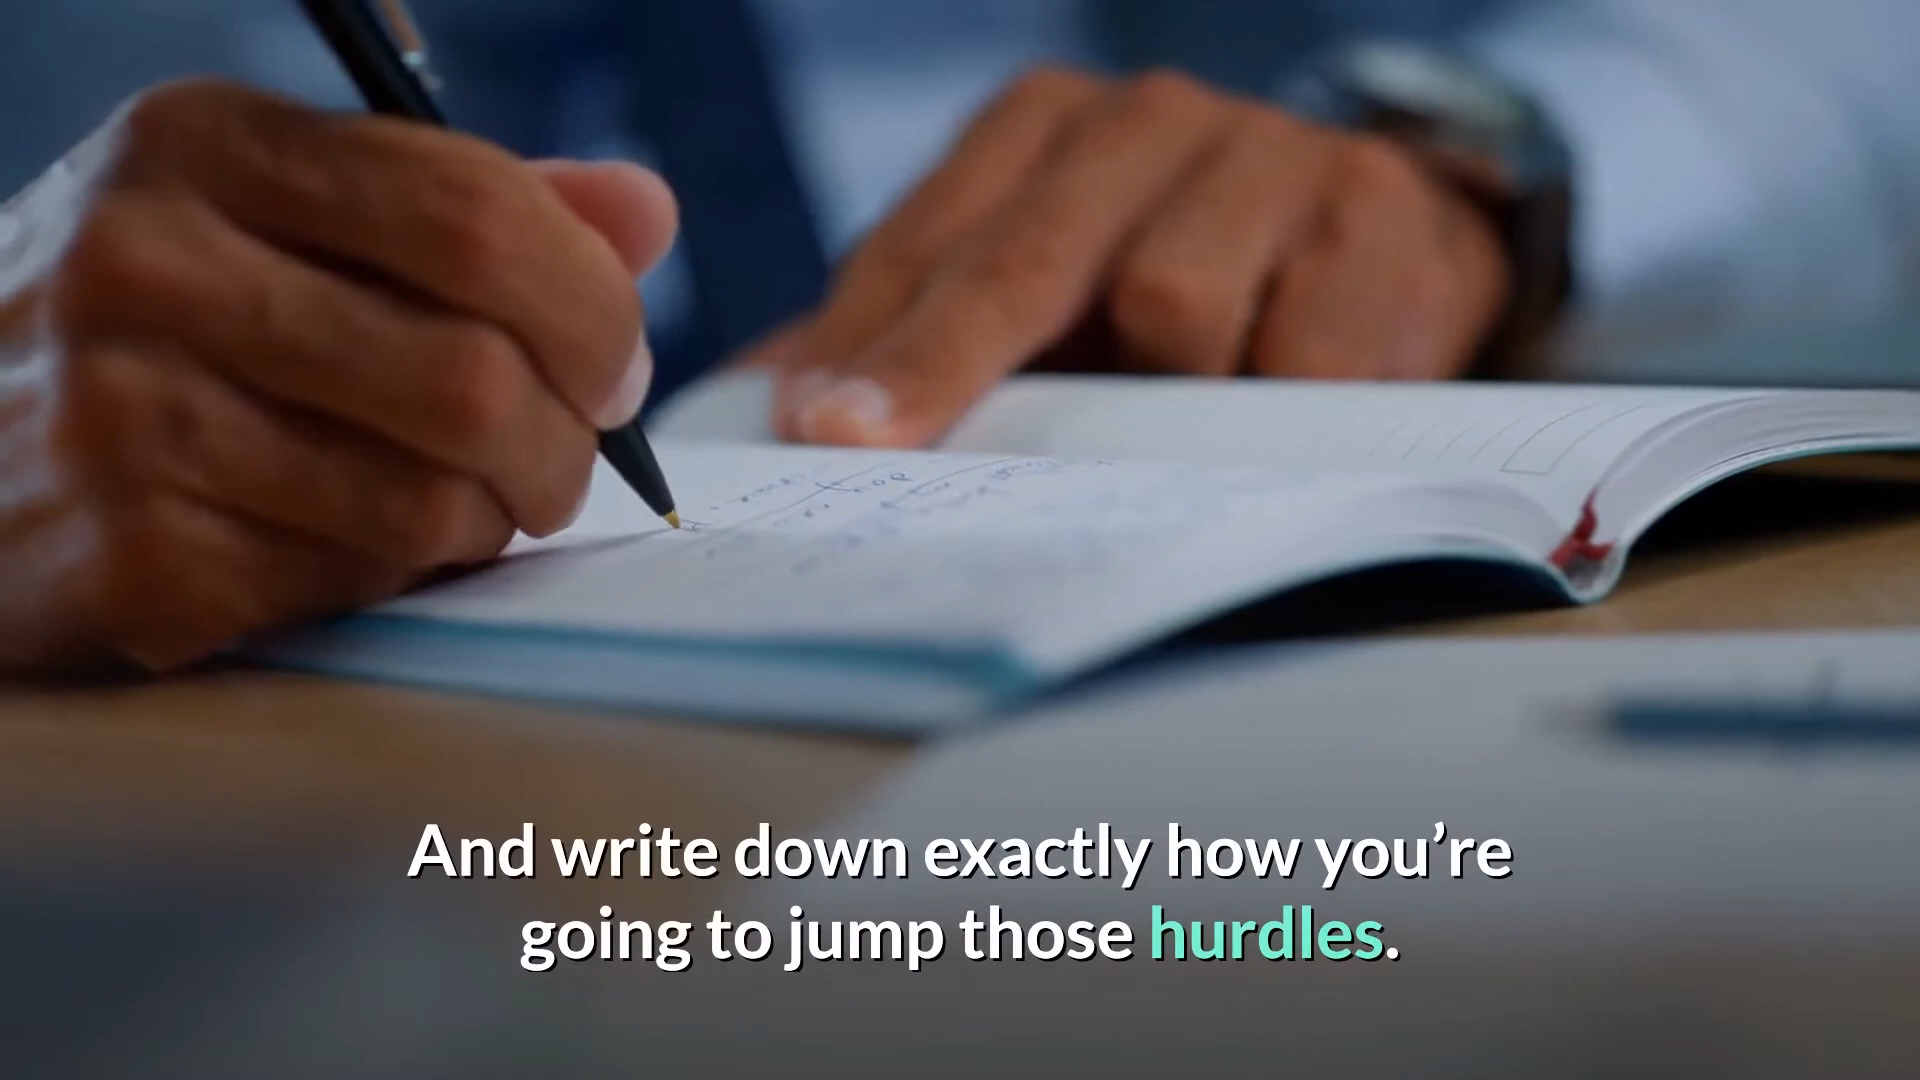 And write down exactly how you’re
going to jump those hurdles.